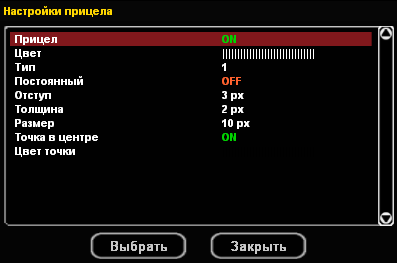 Настройки прицела
Прицел ON
Цвет ||||||||||||||||||||||||||||
Тип 1
Постоянный OFF
Отступ 3 px
Толщина 2 px
Размер 10 px
Точка в центре ON
Цвет точки
Выбрать Закрыть